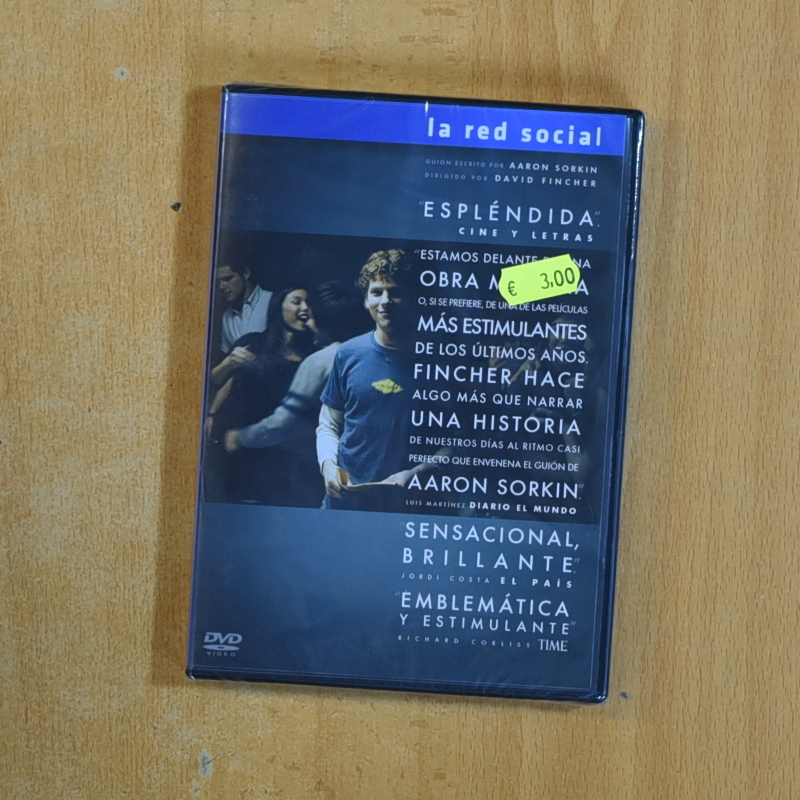 la red social
GUIÓN ESCRITO POR AARON SORKIN
DIRIGIDO POR DAVID FINCHER
"ESPLÉNDIDA".
CINE Y LETRAS
"ESTAMOS DELANTE
OBRA
€ 3,00
O, SI SE PREFIERE, DE UNA DE LAS PELÍCULAS
MÁS ESTIMULANTES
DE LOS ÚLTIMOS AÑOS.
FINCHER HACE
ALGO MÁS QUE NARRAR
UNA HISTORIA
DE NUESTROS DÍAS AL RITMO CASI
PERFECTO QUE ENVENENA EL GUIÓN DE
AARON SORKIN".
LUIS MARTÍNEZ DIARIO EL MUNDO
"SENSACIONAL,
BRILLANTE".
JORDI COSTA EL PAÍS
"EMBLEMÁTICA
Y ESTIMULANTE"
RICHARD CORLISS TIME
DVD
VIDEO